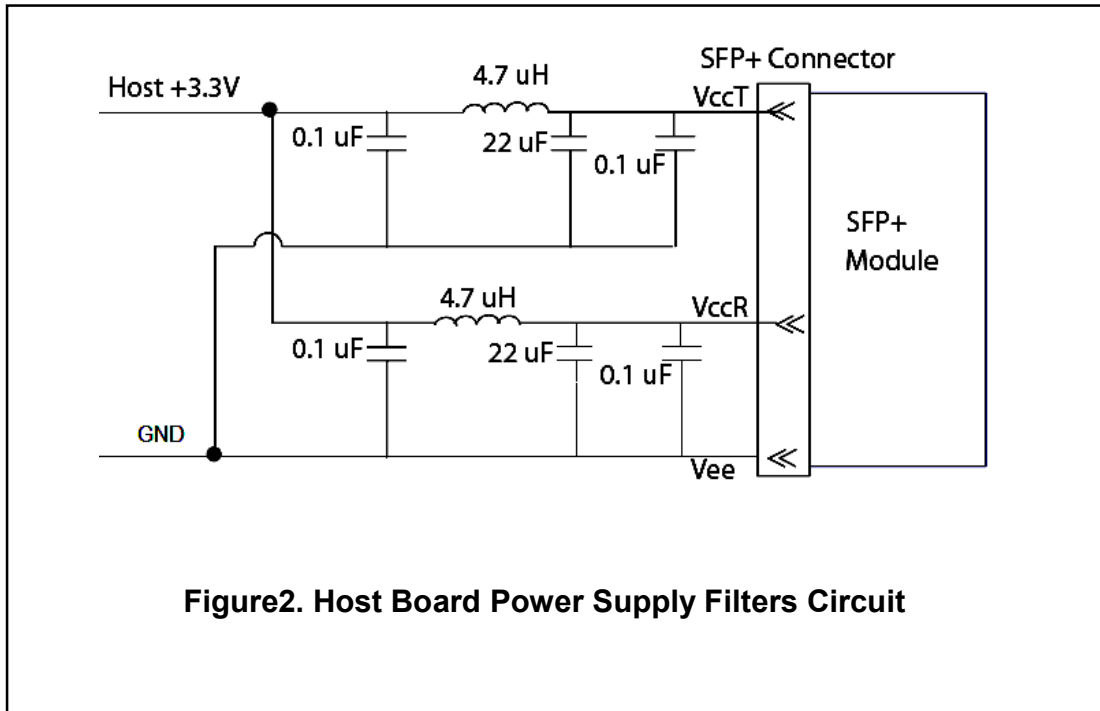 SFP+ Connector
4.7 uH
Host +3.3V
VccT
0.1 uF
22 uF
0.1 uF
SFP+
Module
4.7 uH
VccR
0.1 uF
22 uF
0.1 uF
GND
Vee
Figure2. Host Board Power Supply Filters Circuit